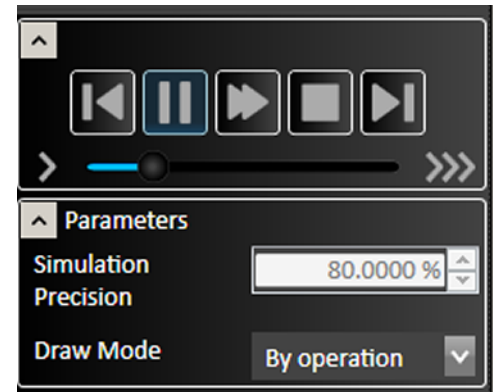 Parameters
Simulation
Precision
80.0000 %
Draw Mode
By operation